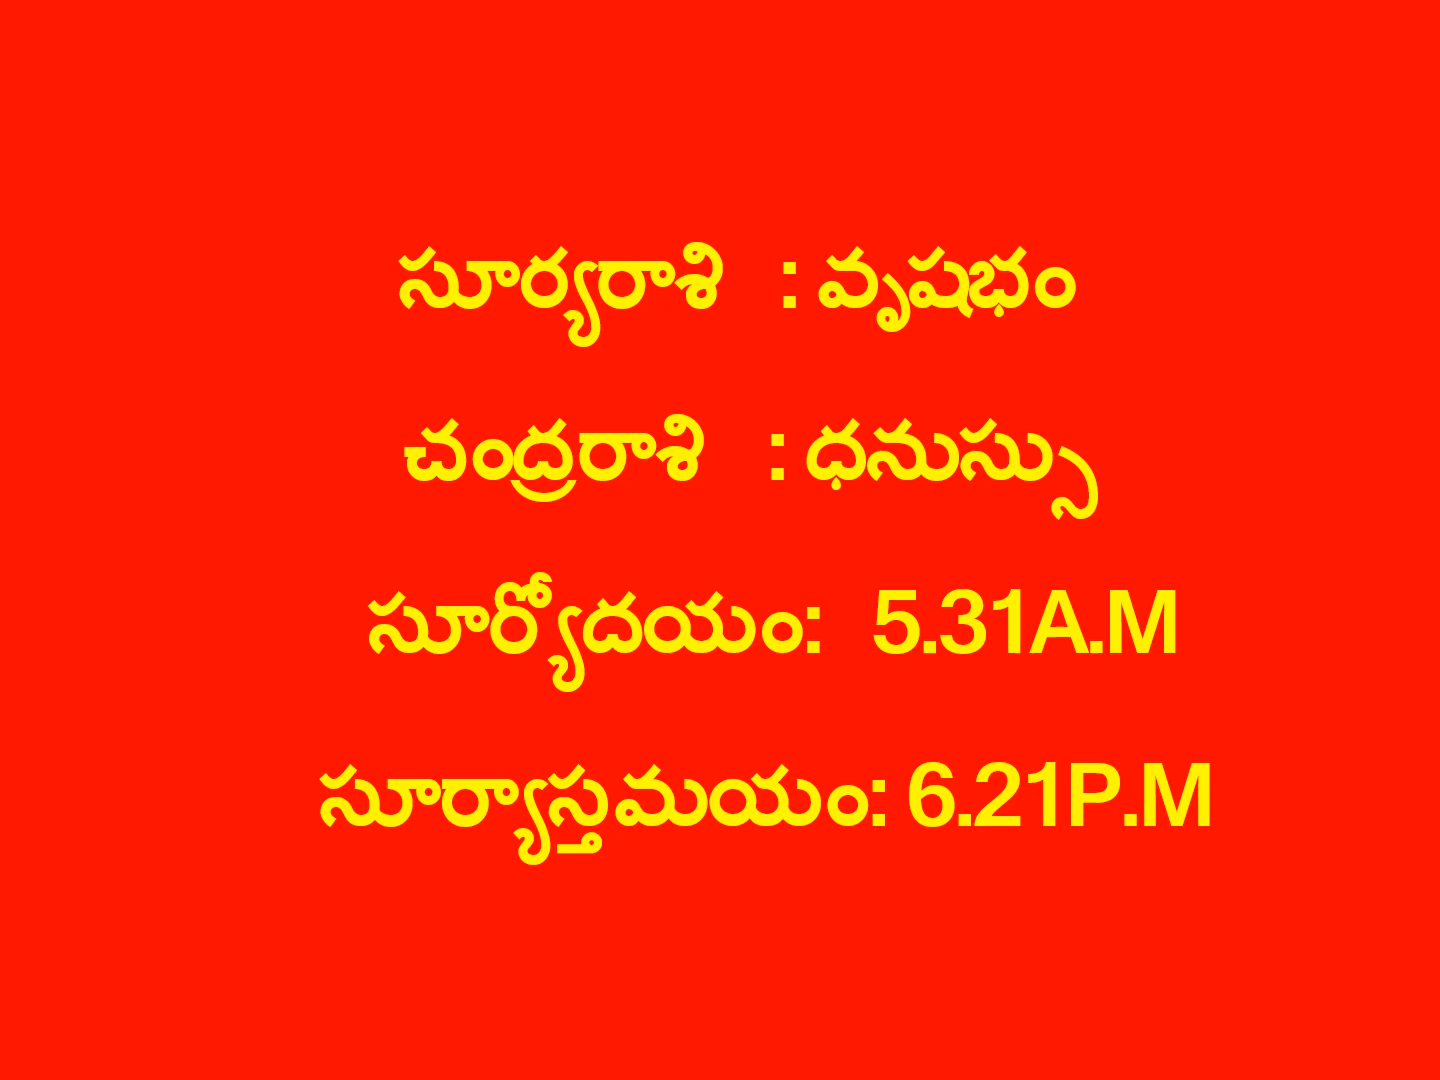 సూర్యరాశి : వృషభం
చంద్రరాశి : ధనుస్సు
సూర్యోదయం: 5.31A.M
సూర్యాస్తమయం: 6.21P.M